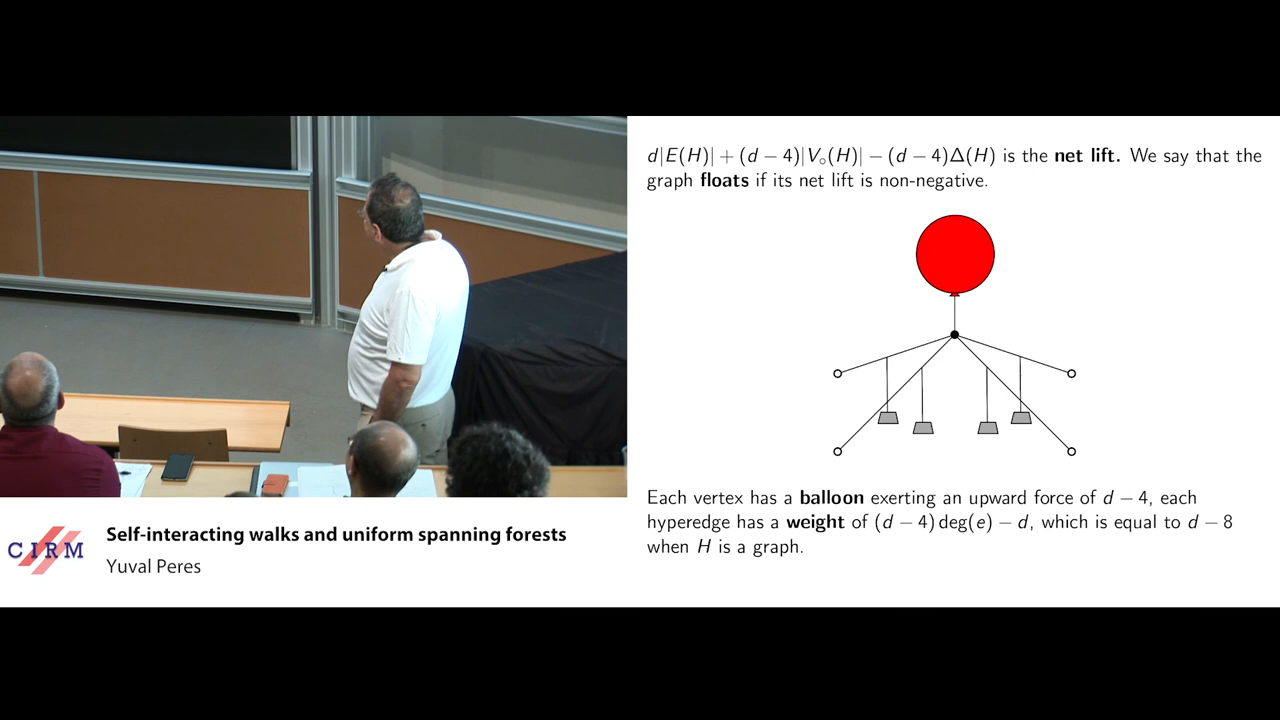 d|E(H)| + (d − 4)|V∘(H)| − (d − 4)Δ(H) is the net lift. We say that the
graph floats if its net lift is non-negative.
Each vertex has a balloon exerting an upward force of d − 4, each
hyperedge has a weight of (d − 4) deg(e) − d, which is equal to d − 8
when H is a graph.
CIRM
Self-interacting walks and uniform spanning forests
Yuval Peres